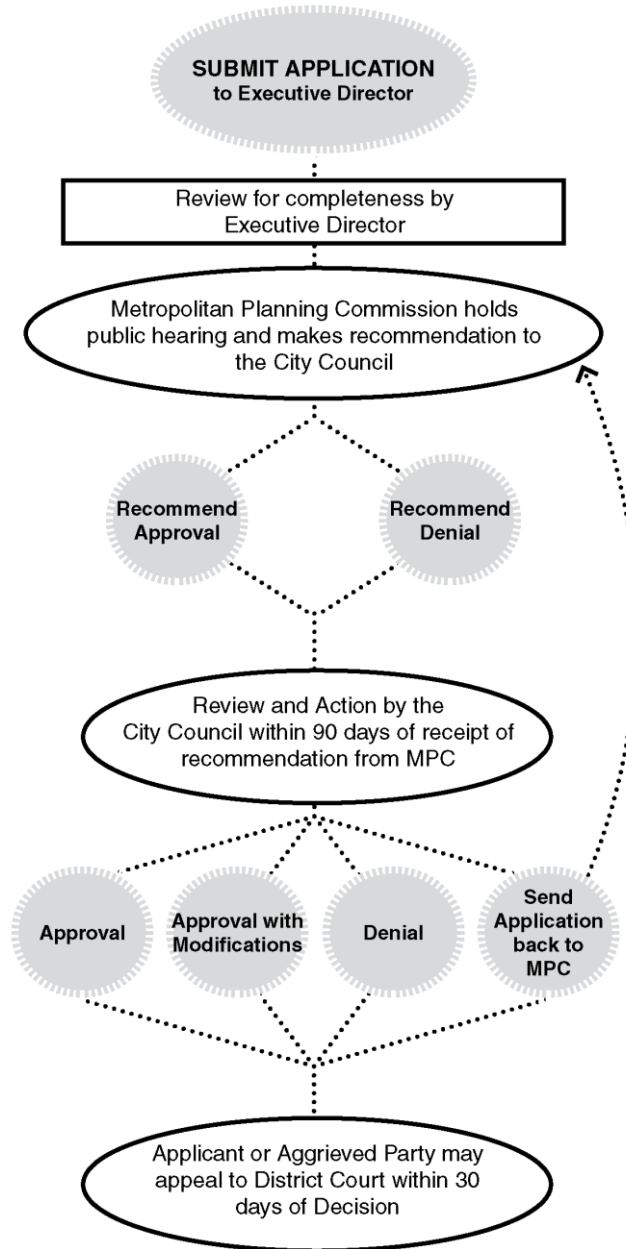 SUBMIT APPLICATION
to Executive Director
Review for completeness by
Executive Director
Metropolitan Planning Commission holds
public hearing and makes recommendation to
the City Council
Recommend
Approval
Recommend
Denial
Review and Action by the
City Council within 90 days of receipt of
recommendation from MPC
Approval
Approval with
Modifications
Denial
Send
Application
back to
MPC
Applicant or Aggrieved Party may
appeal to District Court within 30
days of Decision